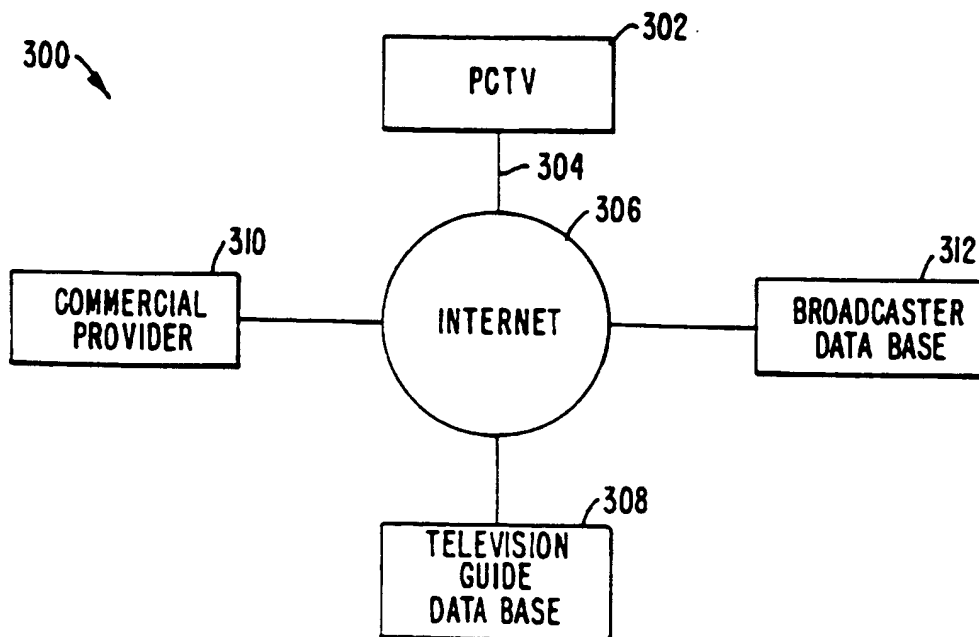 302
300
PCTV
304
306
310
312
COMMERCIAL
PROVIDER
INTERNET
BROADCASTER
DATA BASE
308
TELEVISION
GUIDE
DATA BASE